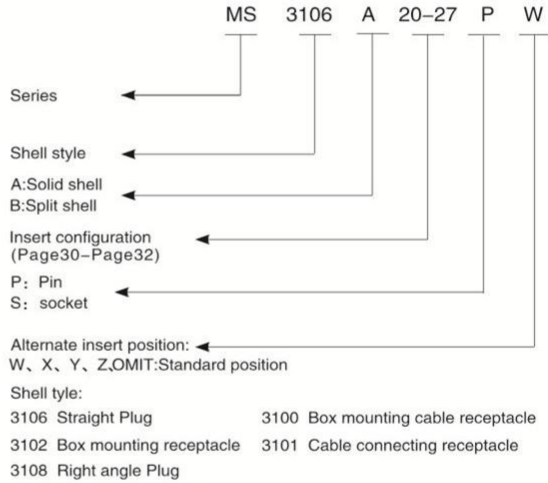 MS 3106 A 20-27 P W
Series
Shell style
A:Solid shell
B:Split shell
Insert configuration
(Page30-Page32)
P： Pin
S： socket
Alternate insert position:
W、X、Y、Z,OMIT:Standard position
Shell tyle:
3106 Straight Plug 3100 Box mounting cable receptacle
3102 Box mounting receptacle 3101 Cable connecting receptacle
3108 Right angle Plug